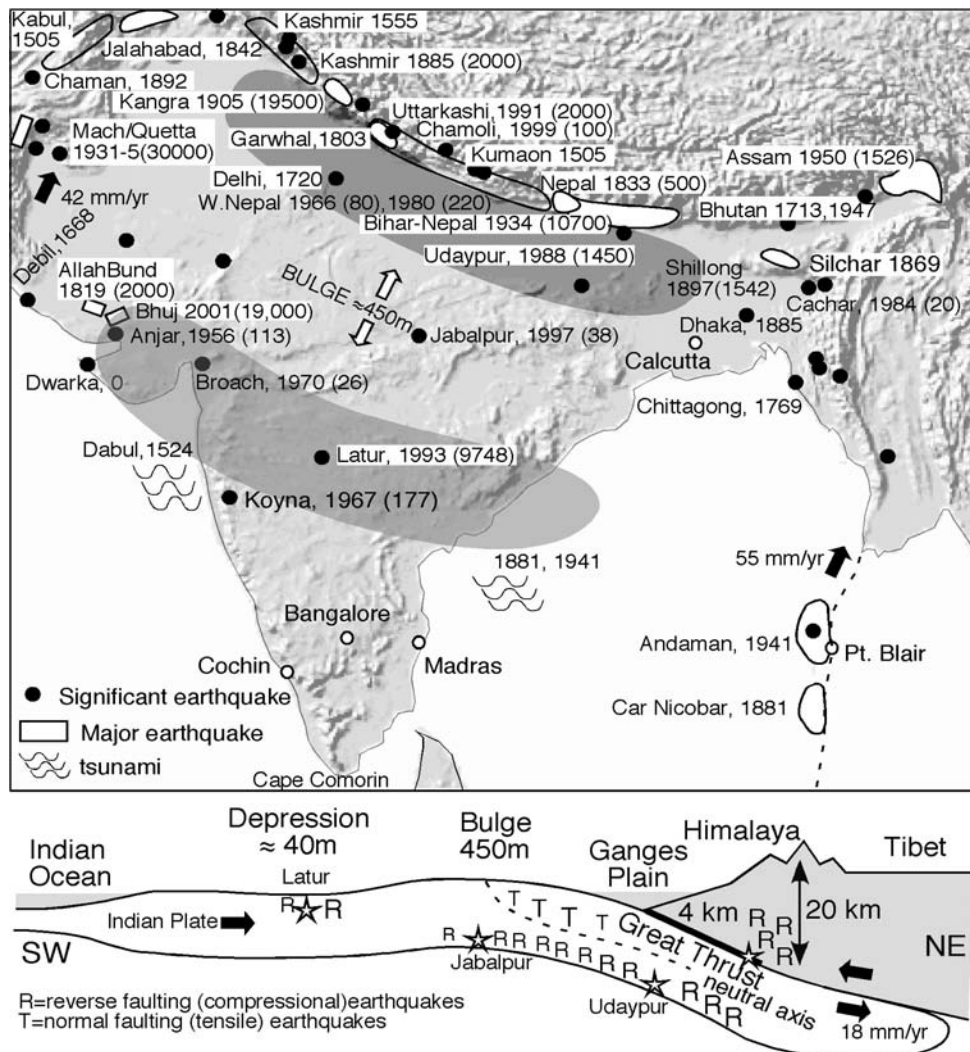 Kabul,
1505
Kashmir 1555
Jalahabad, 1842
Kashmir 1885 (2000)
Chaman, 1892
Kangra 1905 (19500)
Uttarkashi, 1991 (2000)
Garwhal, 1803
Chamoli, 1999 (100)
Mach/Quetta
1931-5(30000)
Kumaon 1505
Assam 1950 (1526)
Delhi, 1720
Nepal 1833 (500)
42 mm/yr
W.Nepal 1966 (80), 1980 (220)
Bhutan 1713,1947
Bihar-Nepal 1934 (10700)
Debil, 1668
Udaypur, 1988 (1450)
Silchar 1869
AllahBund
1819 (2000)
BULGE ≈450m
Shillong
1897(1542)
Bhuj 2001(19,000)
Cachar, 1984 (20)
Anjar, 1956 (113)
Jabalpur, 1997 (38)
Dhaka, 1885
Calcutta
Dwarka, 0
Broach, 1970 (26)
Chittagong, 1769
Dabul, 1524
Latur, 1993 (9748)
Koyna, 1967 (177)
1881, 1941
55 mm/yr
Bangalore
Andaman, 1941
Pt. Blair
Cochin
Madras
Significant earthquake
Car Nicobar, 1881
Major earthquake
tsunami
Cape Comorin
Depression
≈ 40m
Bulge
450m
Himalaya
Indian
Ocean
Ganges
Plain
Tibet
Latur
R R
T T T T
4 km
R R R R R
20 km
Indian Plate
Great Thrust
SW
R R R R R R R R
NE
Jabalpur
neutral axis
R R R R
R=reverse faulting (compressional)earthquakes
Udaypur
T=normal faulting (tensile) earthquakes
18 mm/yr